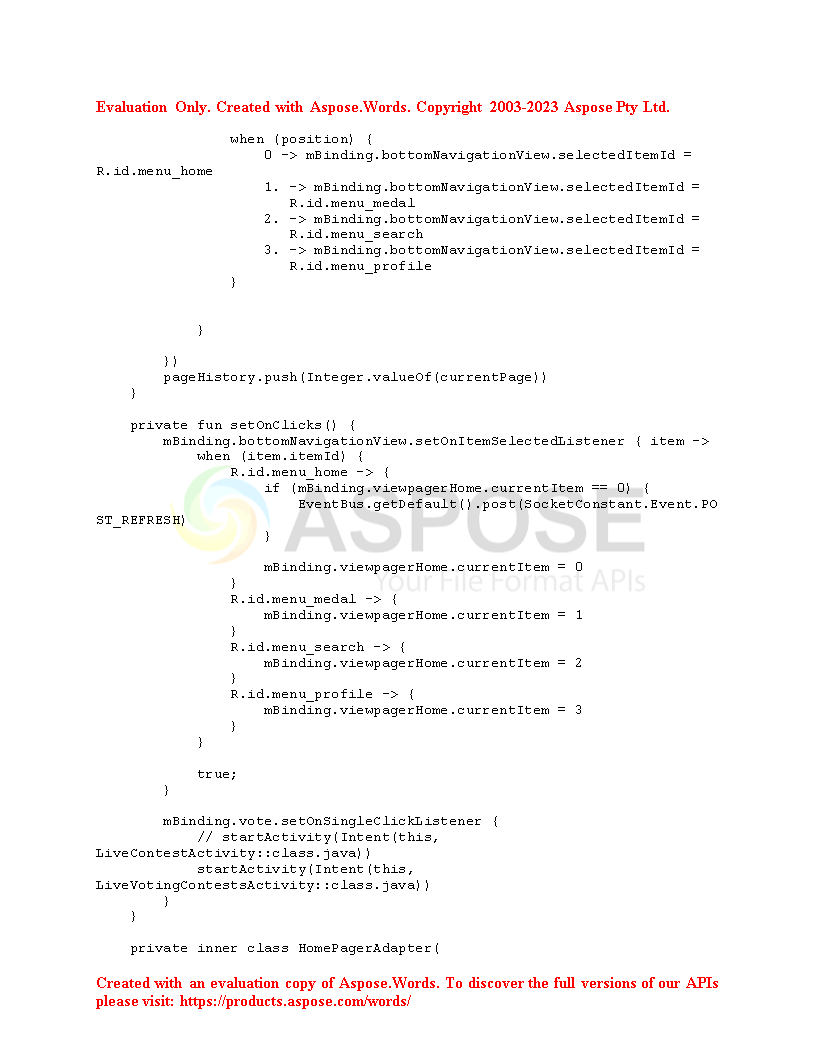 Evaluation Only. Created with Aspose.Words. Copyright 2003-2023 Aspose Pty Ltd.
when (position) {
0 -> mBinding.bottomNavigationView.selectedItemId =
R.id.menu_home
1. -> mBinding.bottomNavigationView.selectedItemId =
R.id.menu_medal
2. -> mBinding.bottomNavigationView.selectedItemId =
R.id.menu_search
3. -> mBinding.bottomNavigationView.selectedItemId =
R.id.menu_profile
}
}
})
pageHistory.push(Integer.valueOf(currentPage))
}
private fun setOnClicks() {
mBinding.bottomNavigationView.setOnItemSelectedListener { item ->
when (item.itemId) {
R.id.menu_home -> {
if (mBinding.viewpagerHome.currentItem == 0) {
EventBus.getDefault().post(SocketConstant.Event.PO
ST_REFRESH)
}
ASPOSE
mBinding.viewpagerHome.currentItem = 0
Your File Format APIs
}
R.id.menu_medal -> {
mBinding.viewpagerHome.currentItem = 1
}
R.id.menu_search -> {
mBinding.viewpagerHome.currentItem = 2
}
R.id.menu_profile -> {
mBinding.viewpagerHome.currentItem = 3
}
}
true;
}
mBinding.vote.setOnSingleClickListener {
// startActivity(Intent(this,
LiveContestActivity::class.java))
startActivity(Intent(this,
LiveVotingContestsActivity::class.java))
}
}
private inner class HomePagerAdapter(
Created with an evaluation copy of Aspose.Words. To discover the full versions of our APIs
please visit: https://products.aspose.com/words/